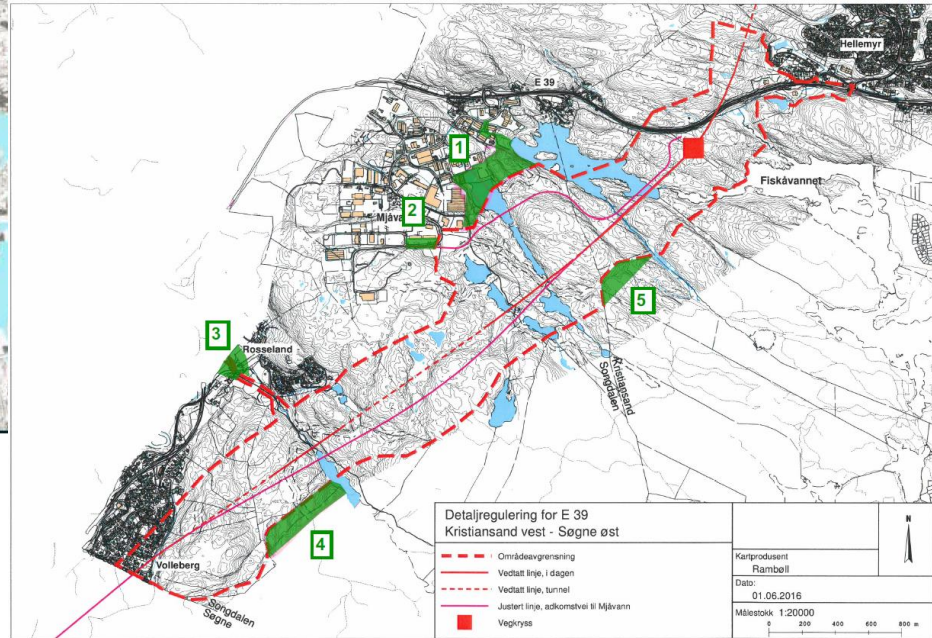 Hellemyr
E 39
1
Fiskåvannet
2
Mjåva
5
3
Rosseland
Kristiansand
Songdalen
4
Volleberg
Songdalen
Søgne
Detaljregulering for E 39
Kristiansand vest - Søgne øst
Områdeavgrensning
Vedtatt linje, i dagen
Vedtatt linje, tunnel
Justert linje, adkomstvei til Mjåvann
Vegkryss
N
Kartprodusent
Rambøll
Dato:
01.06.2016
Målestokk 1:20000
0 200 400 600 800 m